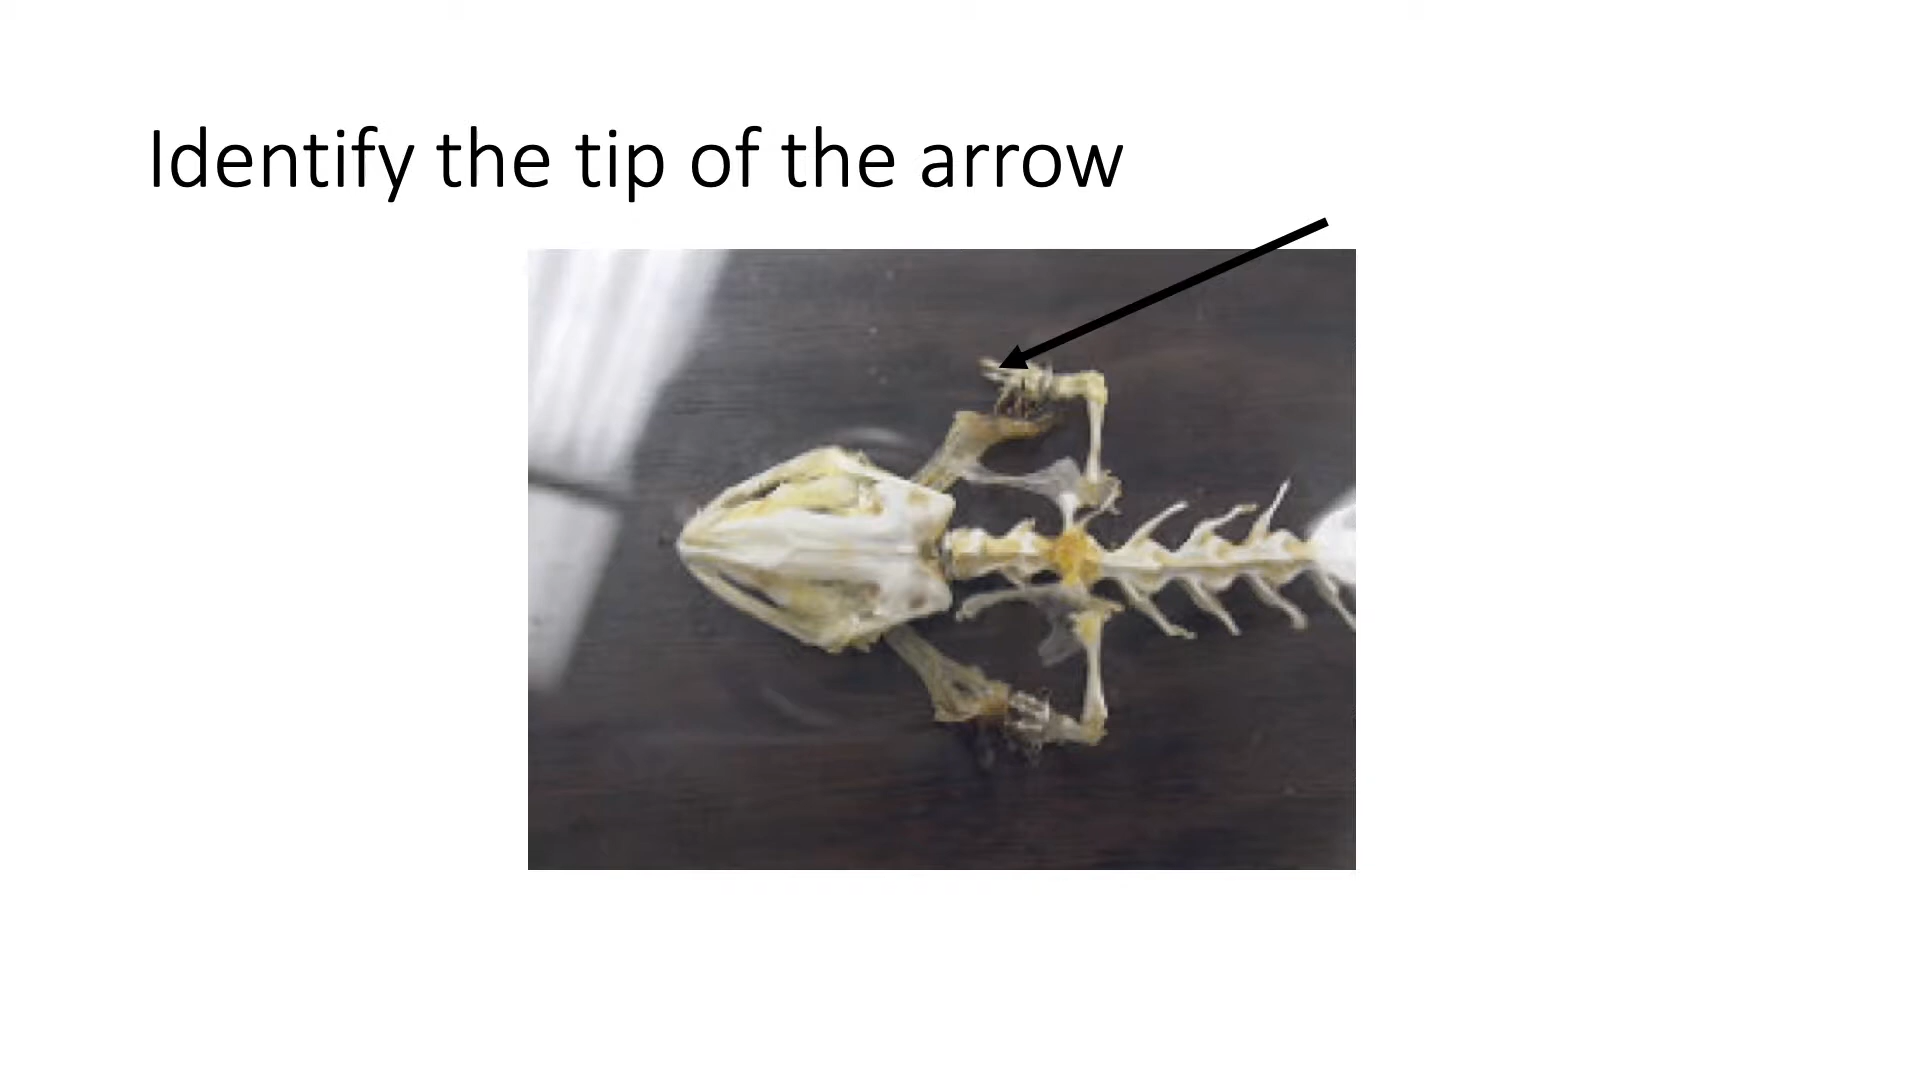 Identify the tip of the arrow